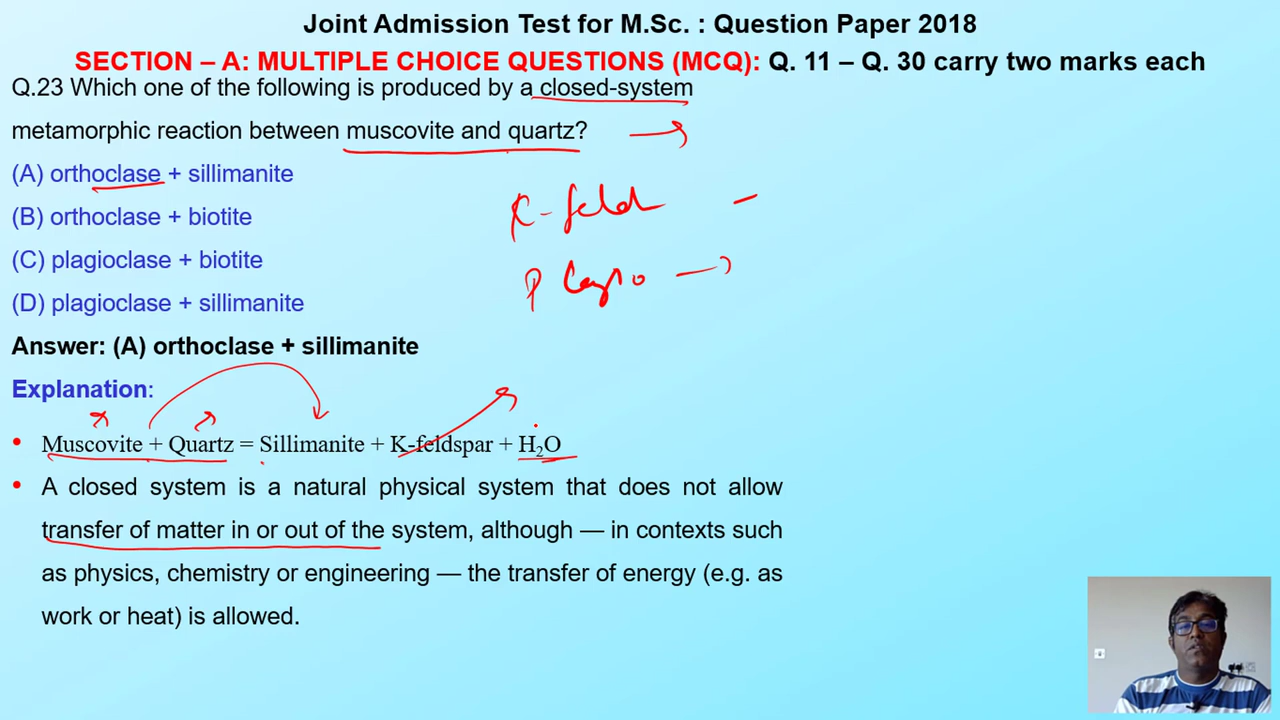 Joint Admission Test for M.Sc. : Question Paper 2018
SECTION – A: MULTIPLE CHOICE QUESTIONS (MCQ): Q. 11 – Q. 30 carry two marks each
Q.23 Which one of the following is produced by a closed-system
metamorphic reaction between muscovite and quartz?
(A) orthoclase + sillimanite
K-feld
(B) orthoclase + biotite
(C) plagioclase + biotite
(D) plagioclase + sillimanite
Answer: (A) orthoclase + sillimanite
Explanation:
• Muscovite + Quartz = Sillimanite + K-feldspar + H₂O
• A closed system is a natural physical system that does not allow
transfer of matter in or out of the system, although — in contexts such
as physics, chemistry or engineering — the transfer of energy (e.g. as
work or heat) is allowed.